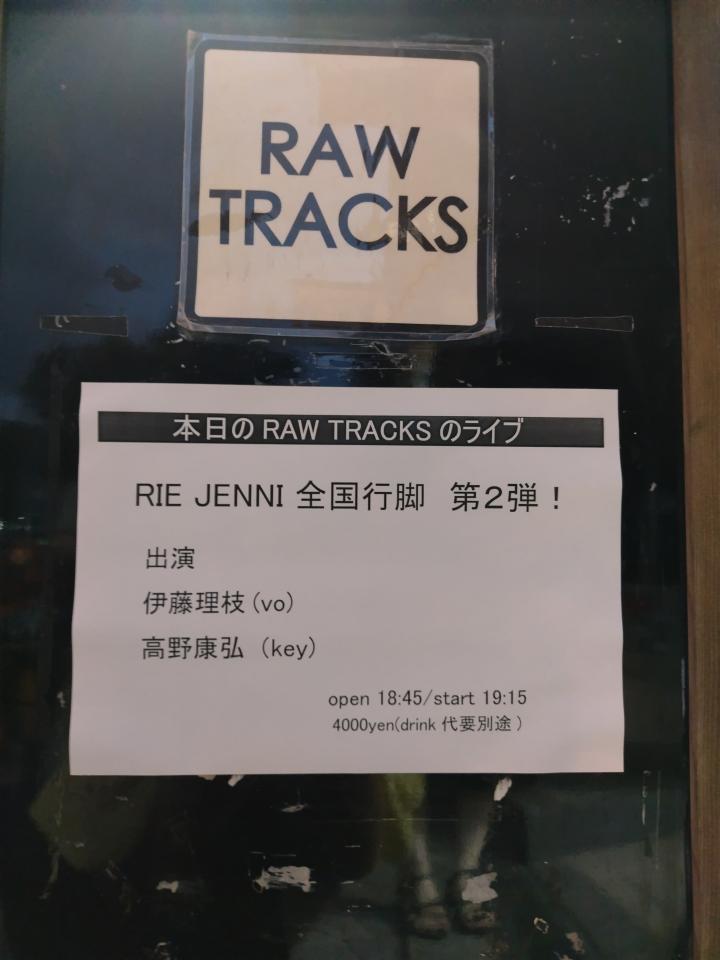 RAW
TRACKS
本日の RAW TRACKS のライブ
RIE JENNI 全国行脚　第２弾！
出演
伊藤理枝 (vo)
高野康弘　(key)
open 18:45/start 19:15
4000yen(drink 代要別途 )